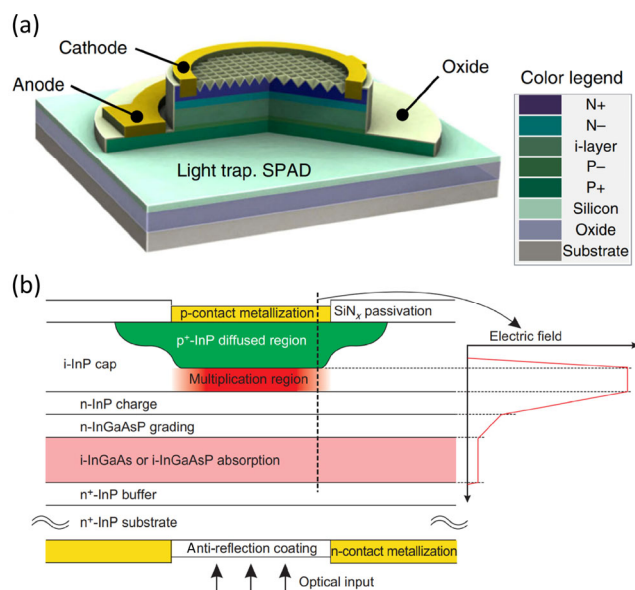 (a)
Cathode
Anode
Oxide
Light trap. SPAD
Color legend
N+
N−
i-layer
P−
P+
Silicon
Oxide
Substrate
(b)
p-contact metallization
SiNx passivation
Electric field
p+-InP diffused region
i-InP cap
Multiplication region
n-InP charge
n-InGaAsP grading
i-InGaAs or i-InGaAsP absorption
n+-InP buffer
n+-InP substrate
Anti-reflection coating
n-contact metallization
Optical input